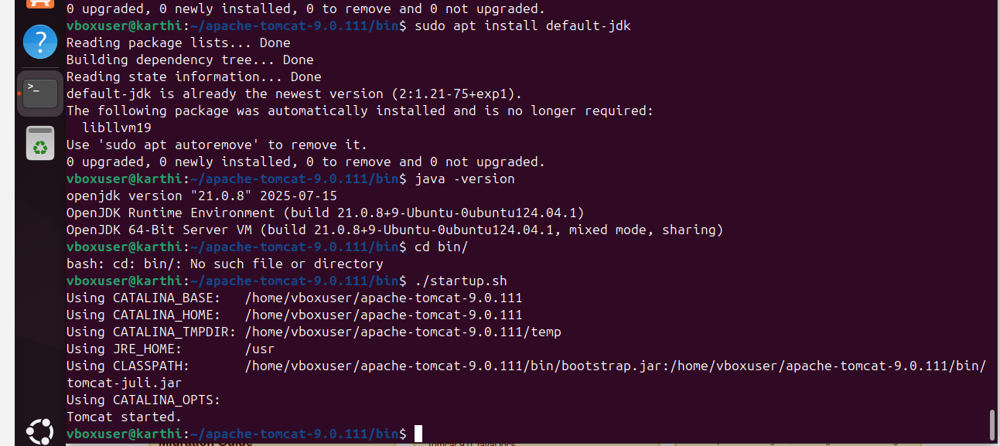 0 upgraded, 0 newly installed, 0 to remove and 0 not upgraded.
vboxuser@karthi:~/apache-tomcat-9.0.111/bin$ sudo apt install default-jdk
Reading package lists... Done
Building dependency tree... Done
Reading state information... Done
default-jdk is already the newest version (2:1.21-75+exp1).
The following package was automatically installed and is no longer required:
  libllvm19
Use 'sudo apt autoremove' to remove it.
0 upgraded, 0 newly installed, 0 to remove and 0 not upgraded.
vboxuser@karthi:~/apache-tomcat-9.0.111/bin$ java -version
openjdk version "21.0.8" 2025-07-15
OpenJDK Runtime Environment (build 21.0.8+9-Ubuntu-0ubuntu124.04.1)
OpenJDK 64-Bit Server VM (build 21.0.8+9-Ubuntu-0ubuntu124.04.1, mixed mode, sharing)
vboxuser@karthi:~/apache-tomcat-9.0.111/bin$ cd bin/
bash: cd: bin/: No such file or directory
vboxuser@karthi:~/apache-tomcat-9.0.111/bin$ ./startup.sh
Using CATALINA_BASE:   /home/vboxuser/apache-tomcat-9.0.111
Using CATALINA_HOME:   /home/vboxuser/apache-tomcat-9.0.111
Using CATALINA_TMPDIR: /home/vboxuser/apache-tomcat-9.0.111/temp
Using JRE_HOME:        /usr
Using CLASSPATH:       /home/vboxuser/apache-tomcat-9.0.111/bin/bootstrap.jar:/home/vboxuser/apache-tomcat-9.0.111/bin/
tomcat-juli.jar
Using CATALINA_OPTS:
Tomcat started.
vboxuser@karthi:~/apache-tomcat-9.0.111/bin$